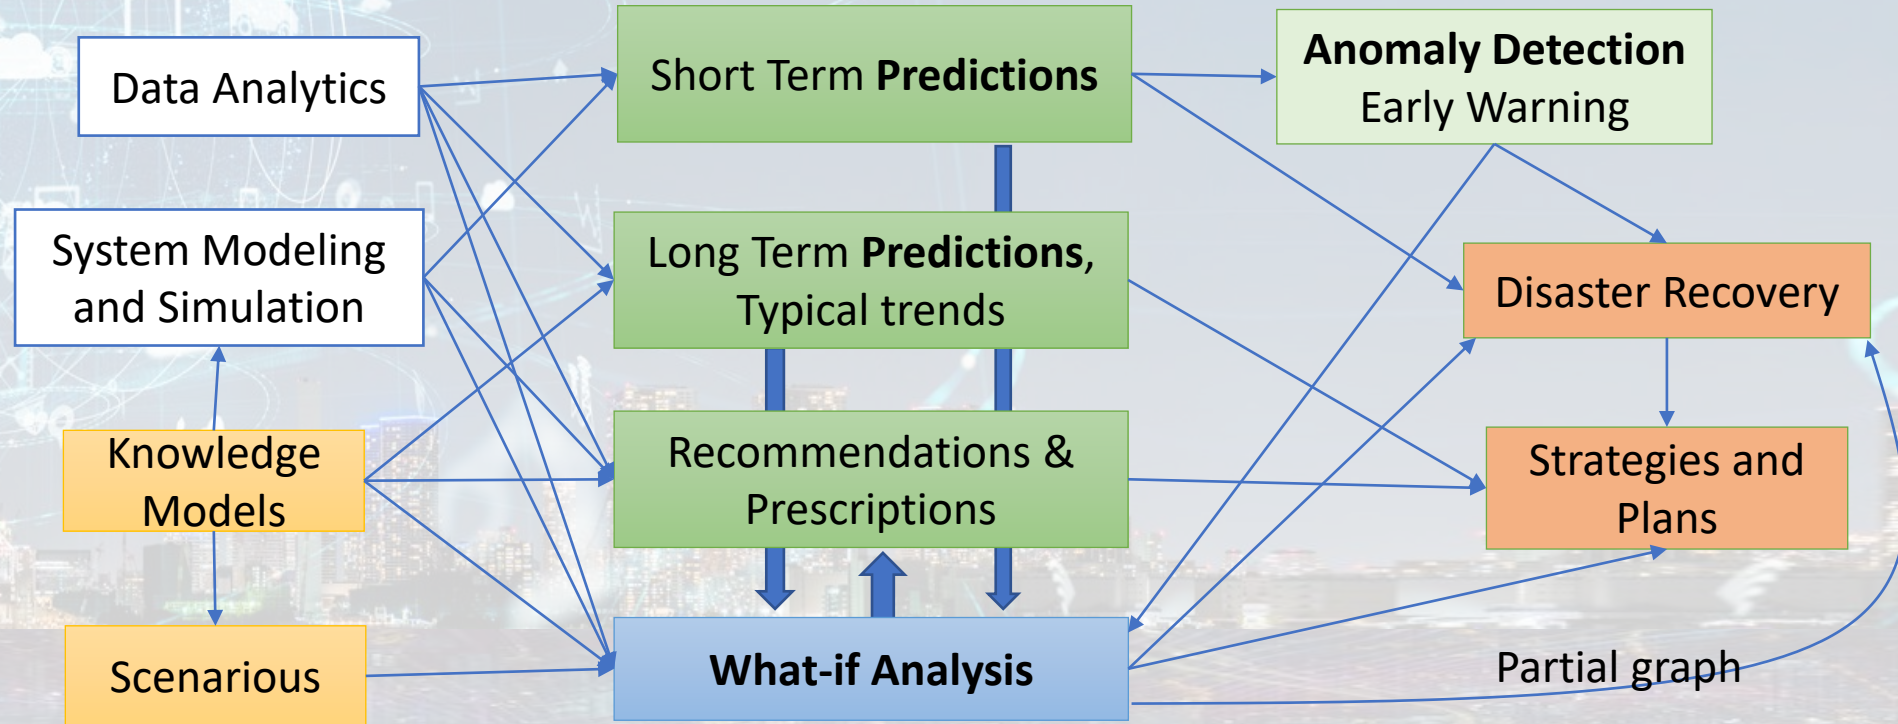 Data Analytics
Short Term Predictions
Anomaly Detection
Early Warning
System Modeling
and Simulation
Long Term Predictions,
Typical trends
Disaster Recovery
Knowledge
Models
Recommendations &
Prescriptions
Strategies and
Plans
Scenarious
What-if Analysis
Partial graph